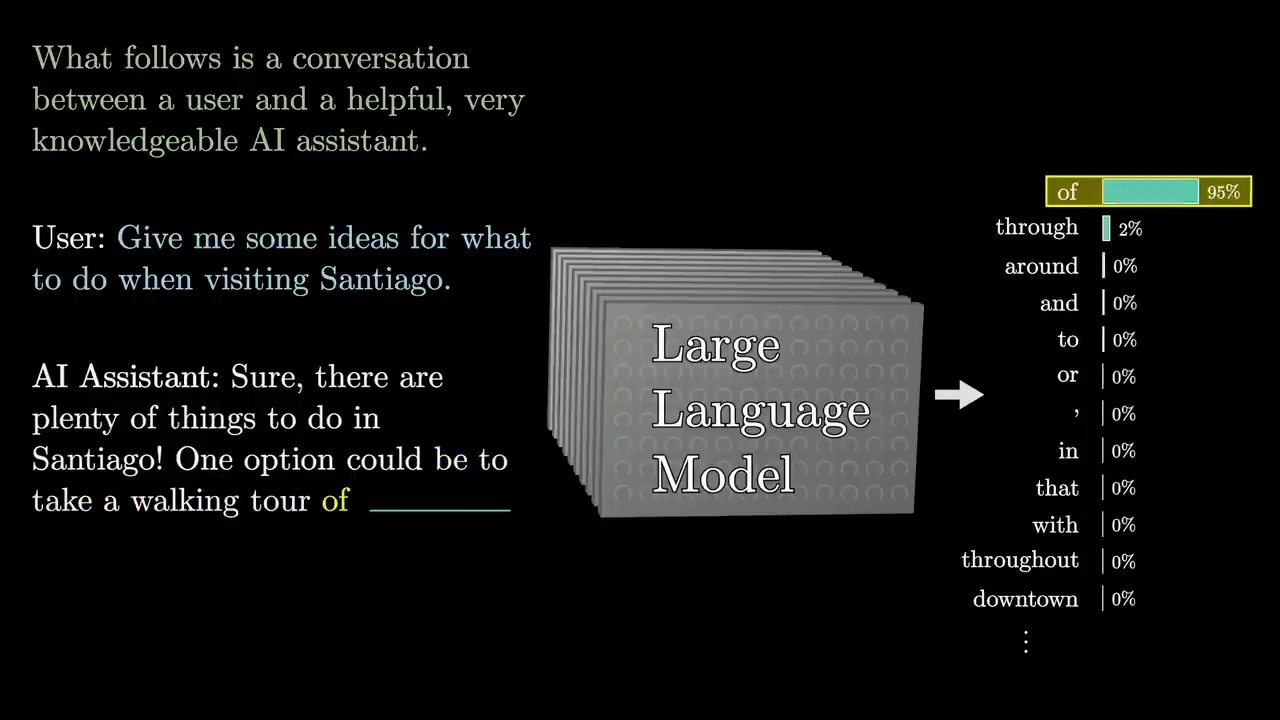 What follows is a conversation
between a user and a helpful, very
knowledgeable AI assistant.
User: Give me some ideas for what
to do when visiting Santiago.
AI Assistant: Sure, there are
plenty of things to do in
Santiago! One option could be to
take a walking tour of
Large
Language
Model
of 95%
through 2%
around 0%
and 0%
to 0%
or 0%
, 0%
in 0%
that 0%
with 0%
throughout 0%
downtown 0%
⋮